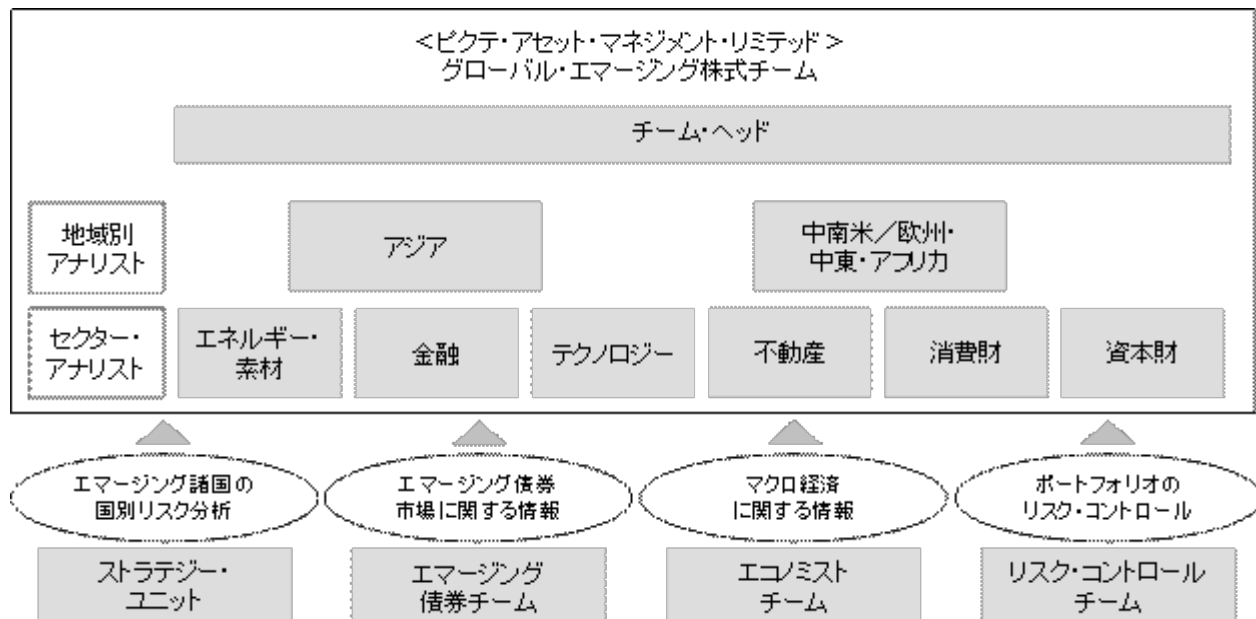 <ピクテ・アセット・マネジメント・リミテッド>
グローバル・エマージング株式チーム
チーム・ヘッド
地域別
アナリスト
アジア
中南米/欧州・
中東・アフリカ
セクター・
アナリスト
エネルギー・
素材
金融
テクノロジー
不動産
消費財
資本財
エマージング諸国の
国別リスク分析
エマージング債券
市場に関する情報
マクロ経済
に関する情報
ポートフォリオの
リスク・コントロール
ストラテジー・
ユニット
エマージング
債券チーム
エコノミスト
チーム
リスク・コントロール
チーム